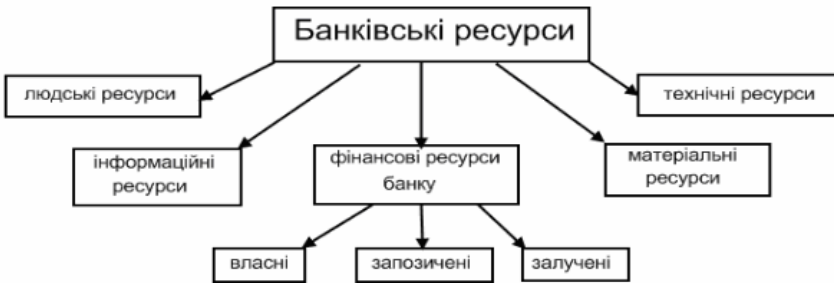 Банківські ресурси
людські ресурси
технічні ресурси
інформаційні
ресурси
фінансові ресурси
банку
матеріальні
ресурси
власні
запозичені
залучені